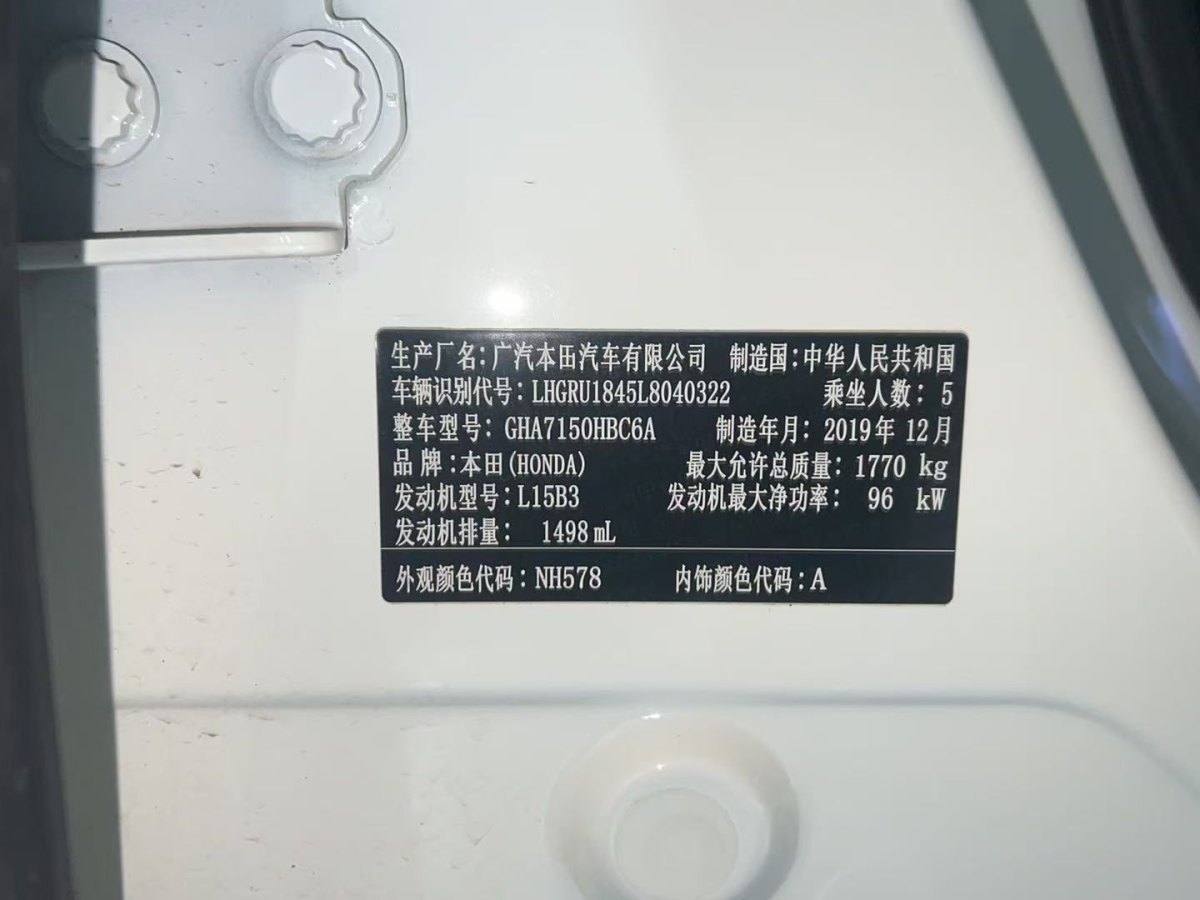 生产厂名:广汽本田汽车有限公司 制造国:中华人民共和国
车辆识别代号: LHGRU1845L8040322 乘坐人数: 5
整车型号: GHA7150HBC6A 制造年月: 2019年 12月
品 牌:本田(HONDA) 最大允许总质量: 1770 kg
发动机型号:L15B3 发动机最大净功率: 96 kW
发动机排量: 1498 mL
外观颜色代码:NH578 内饰颜色代码:A